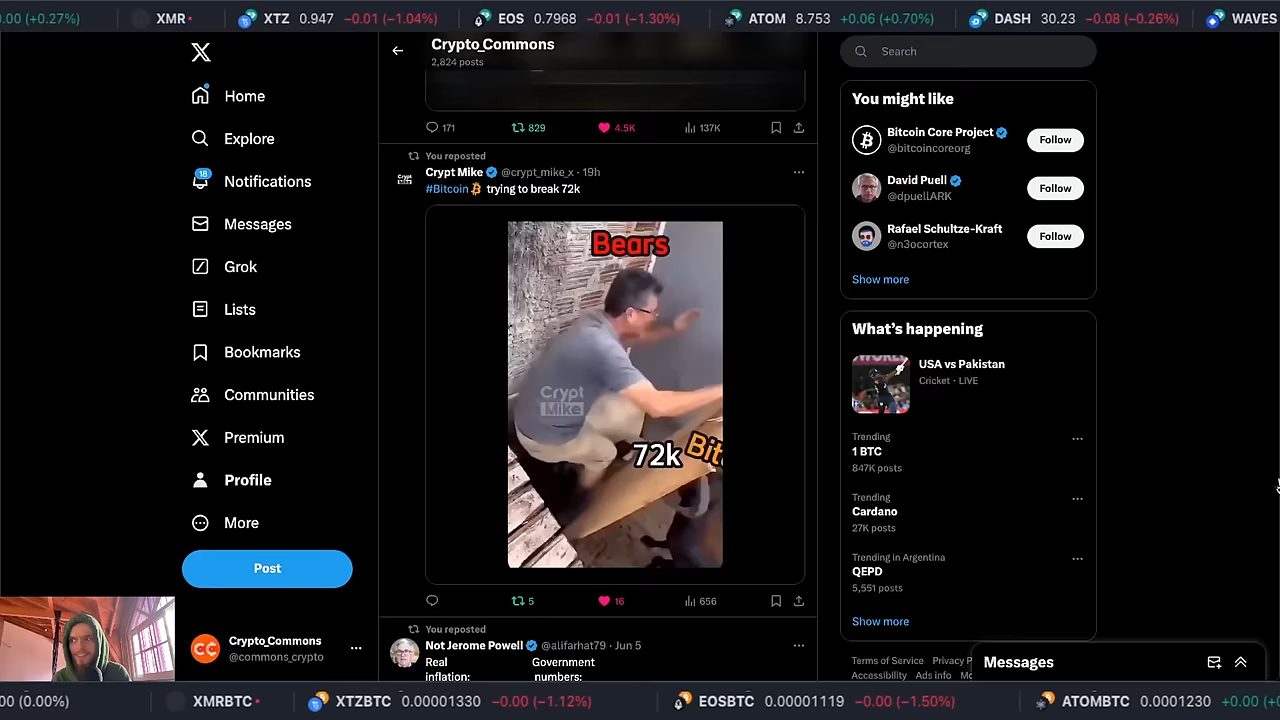 0.00 (+0.27%) XMR XTZ 0.947 −0.01 (−1.04%) EOS 0.7968 −0.01 (−1.30%) ATOM 8.753 +0.06 (+0.70%) DASH 30.23 −0.08 (−0.26%) WAVES
Home
Explore
18
Notifications
Messages
Grok
Lists
Bookmarks
Communities
Premium
Profile
More
Post
CC
Crypto_Commons
@commons_crypto
Crypto_Commons
2,824 posts
171 829 4.5K 137K
You reposted
Crypt Mike @crypt_mike_x · 19h
#Bitcoin trying to break 72k
Bears
Crypt
Mike
72k Bit
5 16 656
You reposted
Not Jerome Powell @alifarhat79 · Jun 5
Real Government
inflation: numbers:
Search
You might like
Bitcoin Core Project
@bitcoincoreorg
Follow
David Puell
@dpuellARK
Follow
Rafael Schultze-Kraft
@n3ocortex
Follow
Show more
What’s happening
USA vs Pakistan
Cricket · LIVE
Trending
1 BTC
847K posts
Trending
Cardano
27K posts
Trending in Argentina
QEPD
5,551 posts
Show more
Terms of Service Privacy P
Accessibility Ads info Mo
Messages
00 (0.00%) XMRBTC XTZBTC 0.00001330 −0.00 (−1.12%) EOSBTC 0.00001119 −0.00 (−1.50%) ATOMBTC 0.0001230 +0.00 (+0